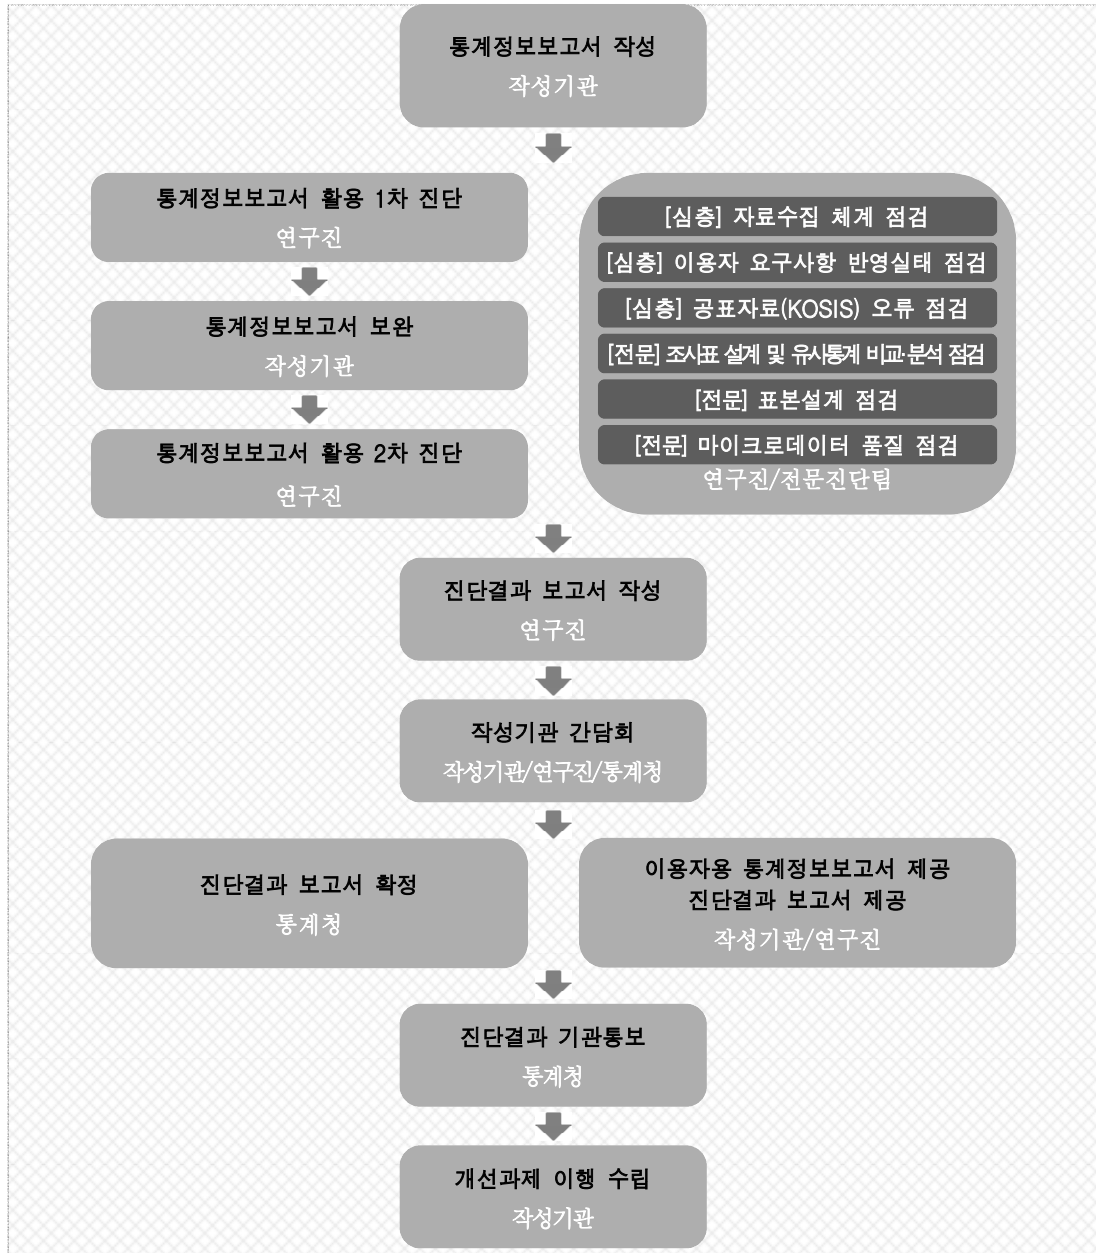 통계정보보고서 작성
작성기관
통계정보보고서 활용 1차 진단
연구진
통계정보보고서 보완
작성기관
통계정보보고서 활용 2차 진단
연구진
[심층] 자료수집 체계 점검
[심층] 이용자 요구사항 반영실태 점검
[심층] 공표자료(KOSIS) 오류 점검
[전문] 조사표 설계 및 유사통계 비교·분석 점검
[전문] 표본설계 점검
[전문] 마이크로데이터 품질 점검
연구진/전문진단팀
진단결과 보고서 작성
연구진
작성기관 간담회
작성기관/연구진/통계청
진단결과 보고서 확정
통계청
이용자용 통계정보보고서 제공
진단결과 보고서 제공
작성기관/연구진
진단결과 기관통보
통계청
개선과제 이행 수립
작성기관